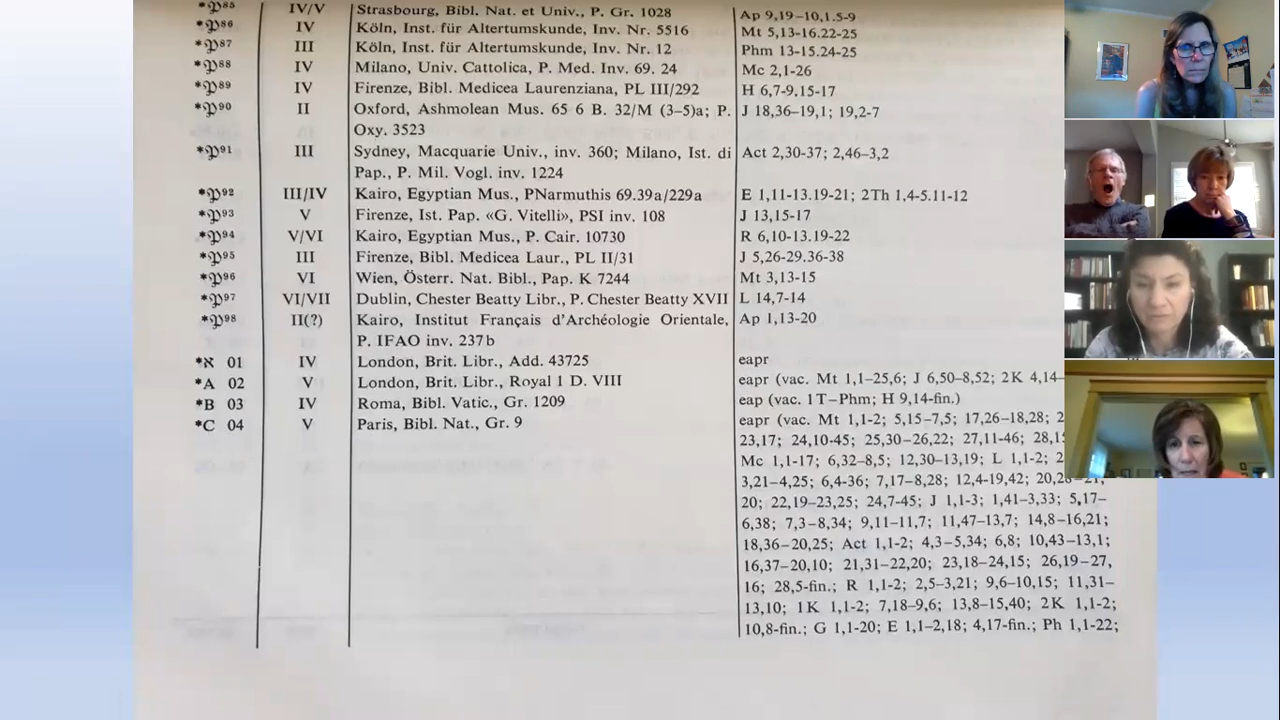 *𝔓85 IV/V Strasbourg, Bibl. Nat. et Univ., P. Gr. 1028 Ap 9,19–10,1.5-9
*𝔓86 IV Köln, Inst. für Altertumskunde, Inv. Nr. 5516 Mt 5,13-16.22-25
*𝔓87 III Köln, Inst. für Altertumskunde, Inv. Nr. 12 Phm 13-15.24-25
*𝔓88 IV Milano, Univ. Cattolica, P. Med. Inv. 69. 24 Mc 2,1-26
*𝔓89 IV Firenze, Bibl. Medicea Laurenziana, PL III/292 H 6,7-9.15-17
*𝔓90 II Oxford, Ashmolean Mus. 65 6 B. 32/M (3–5)a; P. J 18,36–19,1; 19,2-7
Oxy. 3523
*𝔓91 III Sydney, Macquarie Univ., inv. 360; Milano, Ist. di Act 2,30-37; 2,46–3,2
Pap., P. Mil. Vogl. inv. 1224
*𝔓92 III/IV Kairo, Egyptian Mus., PNarmuthis 69.39a/229a E 1,11-13.19-21; 2Th 1,4-5.11-12
*𝔓93 V Firenze, Ist. Pap. «G. Vitelli», PSI inv. 108 J 13,15-17
*𝔓94 V/VI Kairo, Egyptian Mus., P. Cair. 10730 R 6,10-13.19-22
*𝔓95 III Firenze, Bibl. Medicea Laur., PL II/31 J 5,26-29.36-38
*𝔓96 VI Wien, Österr. Nat. Bibl., Pap. K 7244 Mt 3,13-15
*𝔓97 VI/VII Dublin, Chester Beatty Libr., P. Chester Beatty XVII L 14,7-14
*𝔓98 II(?) Kairo, Institut Français d'Archéologie Orientale, Ap 1,13-20
P. IFAO inv. 237b
*ℵ 01 IV London, Brit. Libr., Add. 43725 eapr
*A 02 V London, Brit. Libr., Royal 1 D. VIII eapr (vac. Mt 1,1–25,6; J 6,50–8,52; 2K 4,14–
*B 03 IV Roma, Bibl. Vatic., Gr. 1209 eap (vac. 1T–Phm; H 9,14-fin.)
*C 04 V Paris, Bibl. Nat., Gr. 9 eapr (vac. Mt 1,1-2; 5,15–7,5; 17,26–18,28; 2
23,17; 24,10-45; 25,30–26,22; 27,11-46; 28,1
Mc 1,1-17; 6,32–8,5; 12,30–13,19; L 1,1-2; 2
3,21–4,25; 6,4-36; 7,17–8,28; 12,4-19,42; 20,28–21,
20; 22,19–23,25; 24,7-45; J 1,1-3; 1,41–3,33; 5,17–
6,38; 7,3–8,34; 9,11–11,7; 11,47–13,7; 14,8–16,21;
18,36–20,25; Act 1,1-2; 4,3–5,34; 6,8; 10,43–13,1;
16,37–20,10; 21,31–22,20; 23,18–24,15; 26,19–27,
16; 28,5-fin.; R 1,1-2; 2,5–3,21; 9,6–10,15; 11,31–
13,10; 1K 1,1-2; 7,18–9,6; 13,8–15,40; 2K 1,1-2;
10,8-fin.; G 1,1-20; E 1,1–2,18; 4,17-fin.; Ph 1,1-22;